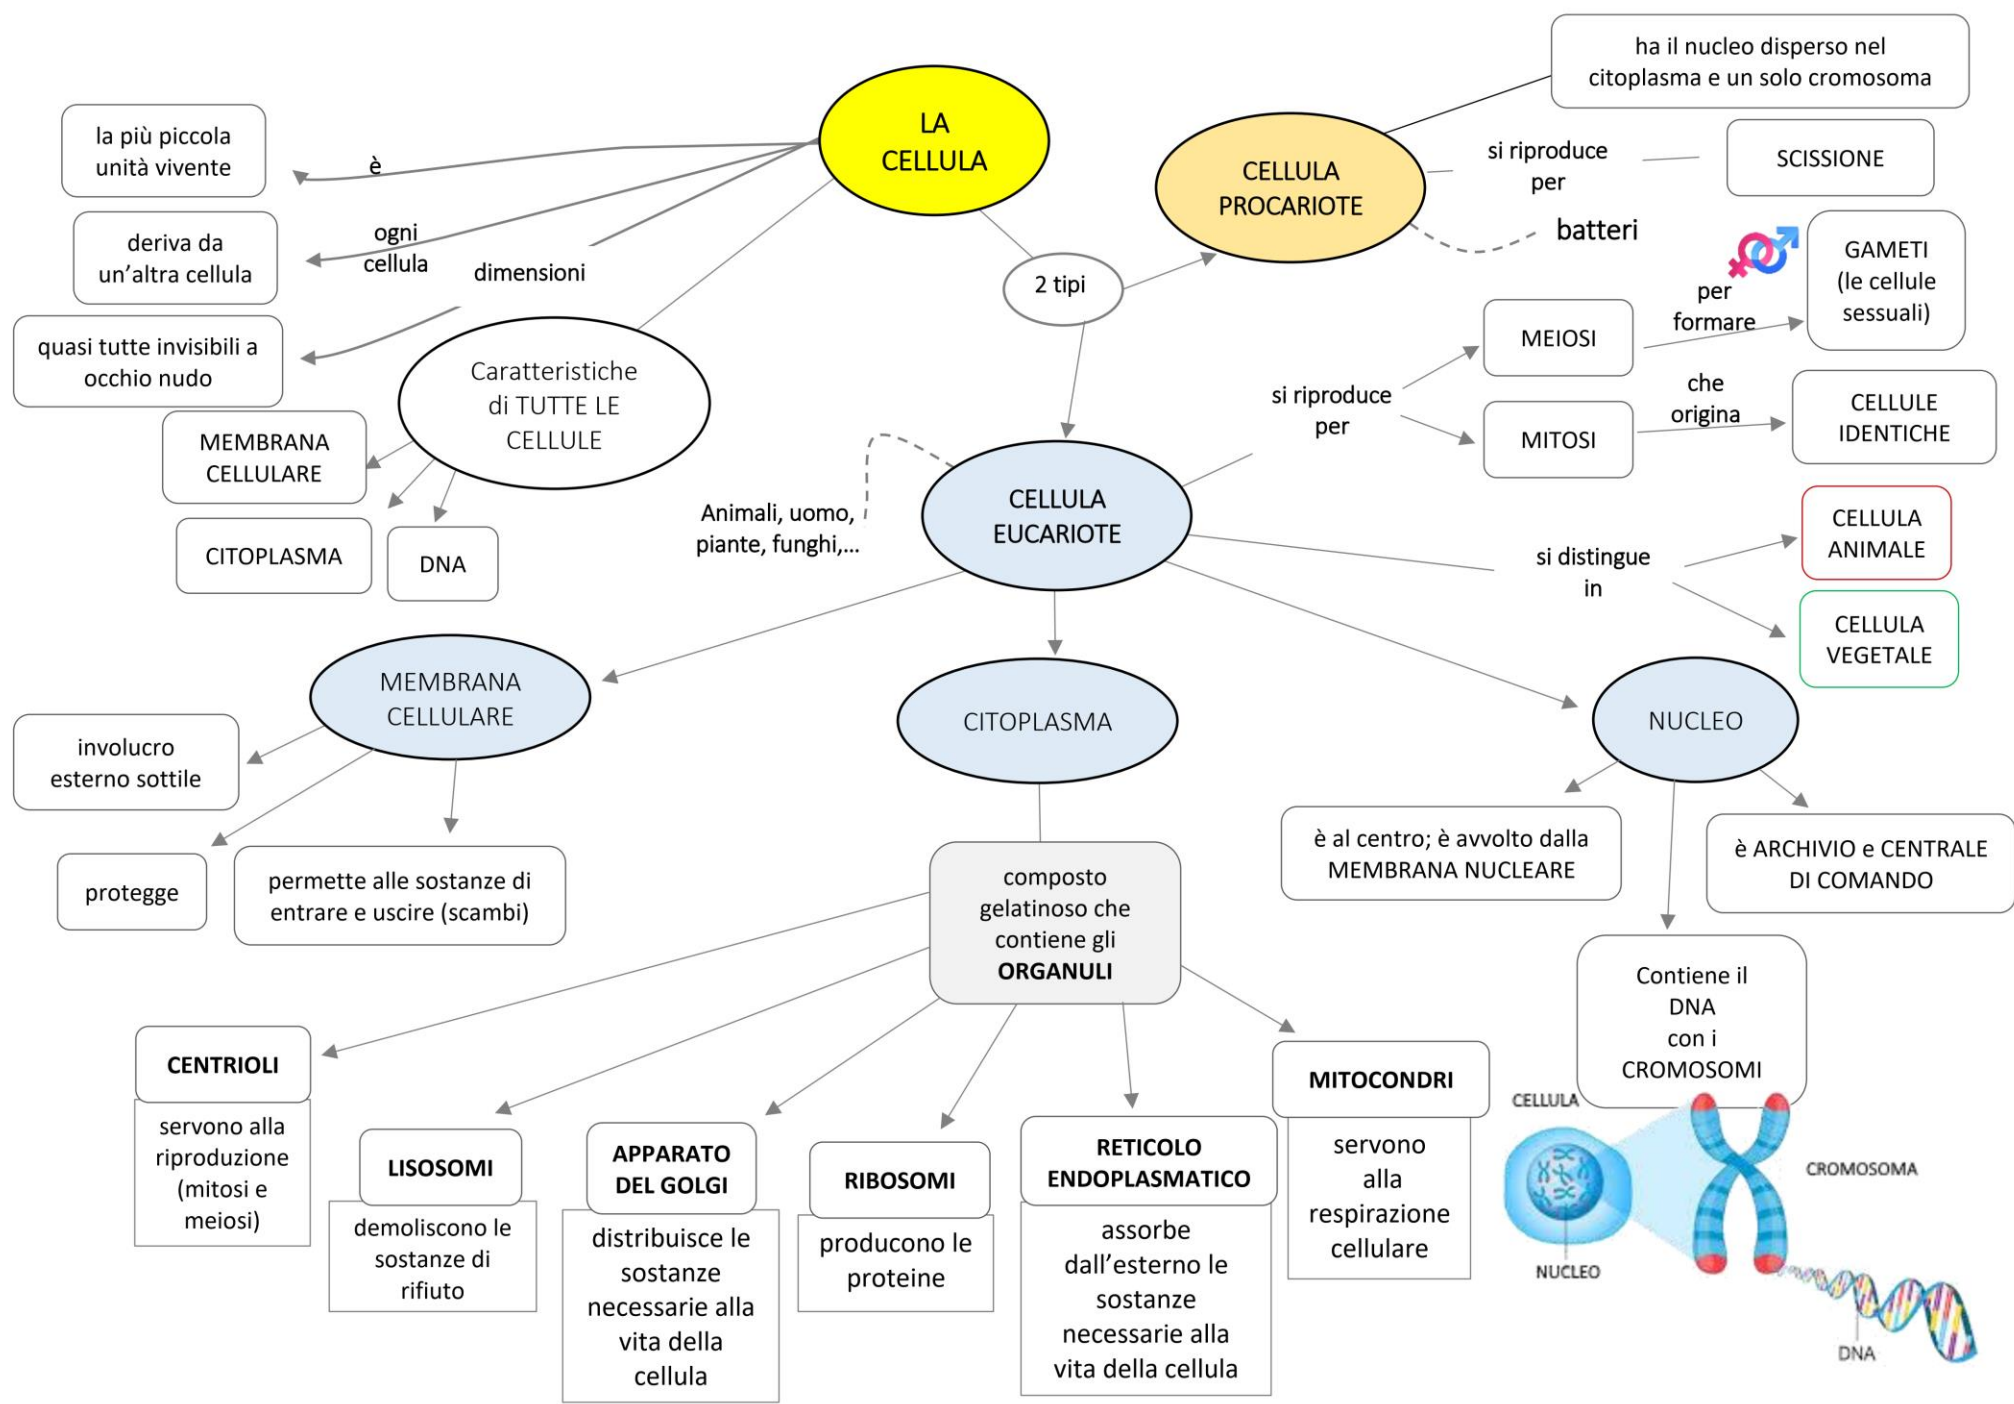 LA
CELLULA
è
la più piccola
unità vivente
ogni
cellula
deriva da
un'altra cellula
dimensioni
quasi tutte invisibili a
occhio nudo
Caratteristiche
di TUTTE LE
CELLULE
MEMBRANA
CELLULARE
CITOPLASMA
DNA
2 tipi
CELLULA
PROCARIOTE
ha il nucleo disperso nel
citoplasma e un solo cromosoma
si riproduce
per
SCISSIONE
batteri
CELLULA
EUCARIOTE
Animali, uomo,
piante, funghi,...
si riproduce
per
MEIOSI
per
formare
GAMETI
(le cellule
sessuali)
MITOSI
che
origina
CELLULE
IDENTICHE
si distingue
in
CELLULA
ANIMALE
CELLULA
VEGETALE
MEMBRANA
CELLULARE
involucro
esterno sottile
protegge
permette alle sostanze di
entrare e uscire (scambi)
CITOPLASMA
composto
gelatinoso che
contiene gli
ORGANULI
CENTRIOLI
servono alla
riproduzione
(mitosi e
meiosi)
LISOSOMI
demoliscono le
sostanze di
rifiuto
APPARATO
DEL GOLGI
distribuisce le
sostanze
necessarie alla
vita della
cellula
RIBOSOMI
producono le
proteine
RETICOLO
ENDOPLASMATICO
assorbe
dall'esterno le
sostanze
necessarie alla
vita della cellula
MITOCONDRI
servono
alla
respirazione
cellulare
NUCLEO
è al centro; è avvolto dalla
MEMBRANA NUCLEARE
è ARCHIVIO e CENTRALE
DI COMANDO
Contiene il
DNA
con i
CROMOSOMI
CELLULA
CROMOSOMA
NUCLEO
DNA